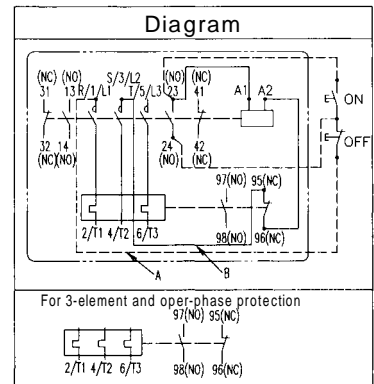 Diagram
(NC) (NO) S/3/L2 (NO) (NC)
31 13 R/1/L1 T/5/L3 23 41 A1 A2
ON
OFF
32 14 24 42
(NC) (NO) (NO) (NC)
97(NO) 95(NC)
2/T1 4/T2 6/T3 98(NO) 96(NC)
A B
For 3-element and oper-phase protection
97(NO) 95(NC)
2/T1 4/T2 6/T3 98(NO) 96(NC)